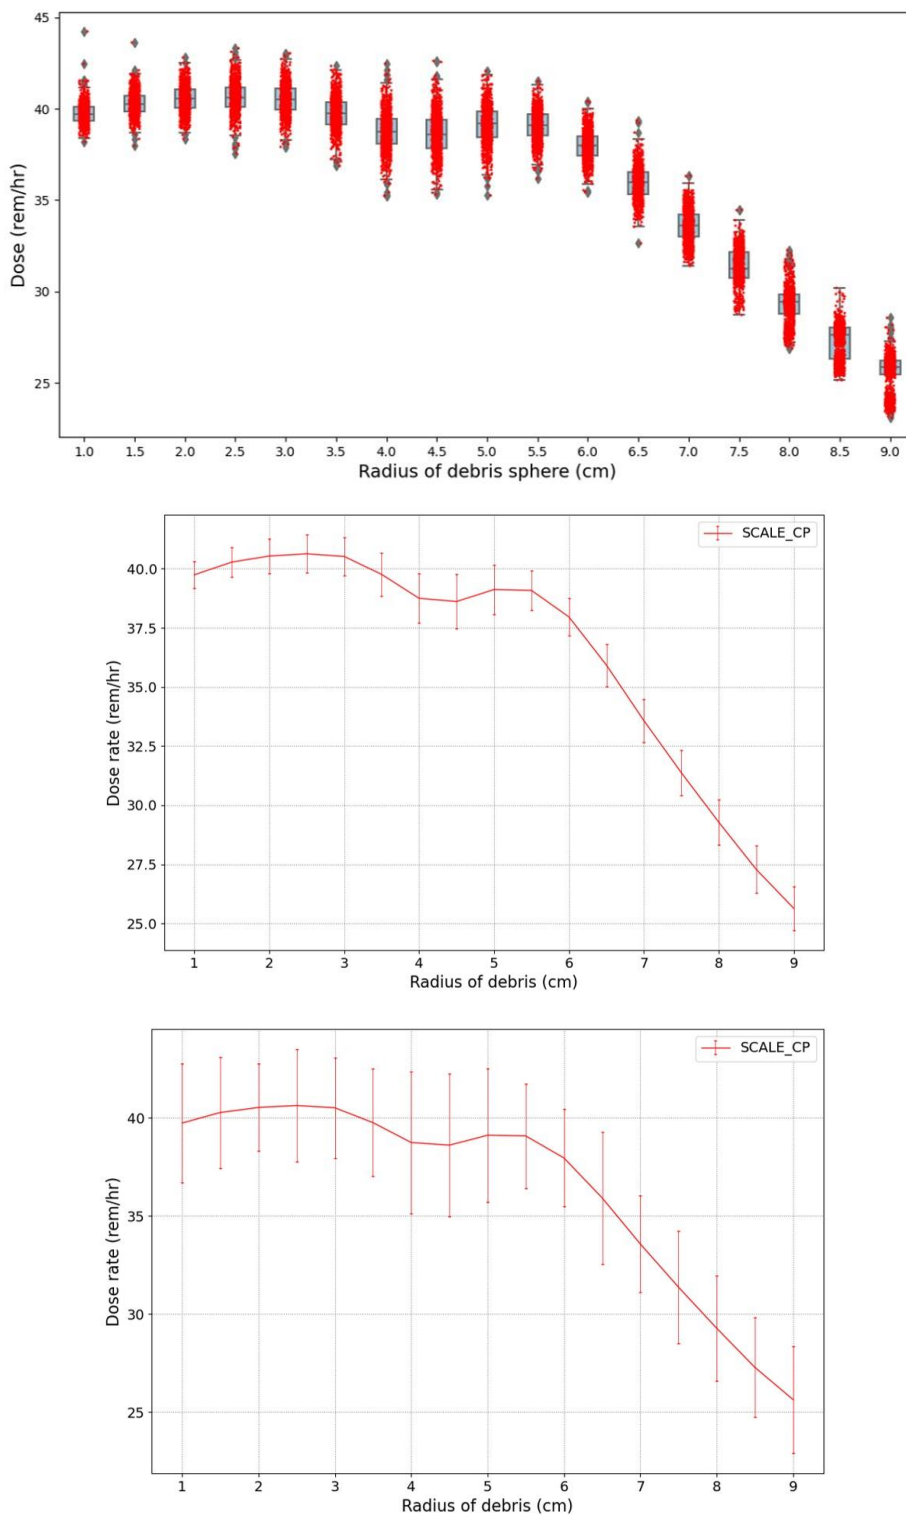 45
40
35
30
25
Dose (rem/hr)
1.0 1.5 2.0 2.5 3.0 3.5 4.0 4.5 5.0 5.5 6.0 6.5 7.0 7.5 8.0 8.5 9.0
Radius of debris sphere (cm)
SCALE_CP
40.0
37.5
35.0
32.5
30.0
27.5
25.0
Dose rate (rem/hr)
1 2 3 4 5 6 7 8 9
Radius of debris (cm)
SCALE_CP
40
35
30
25
Dose rate (rem/hr)
1 2 3 4 5 6 7 8 9
Radius of debris (cm)